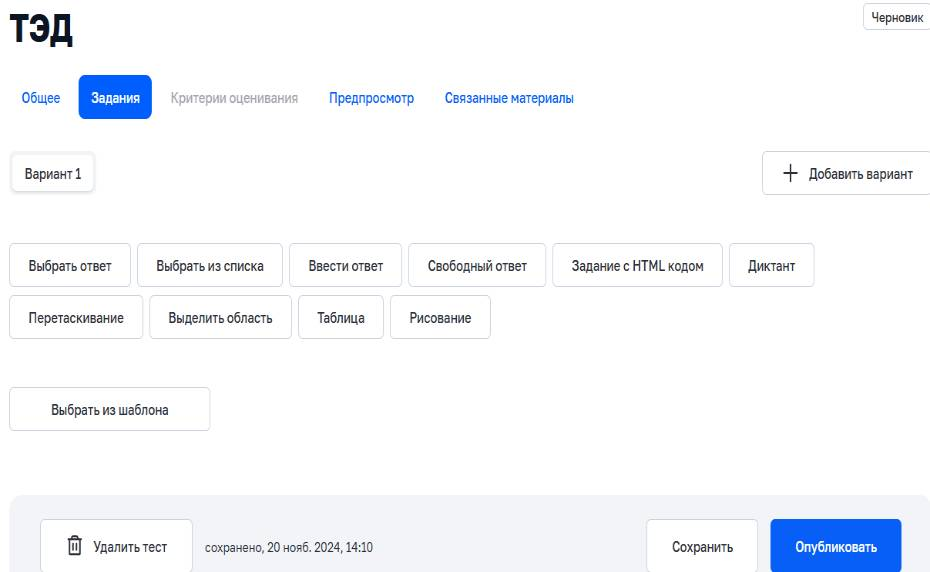 ТЭД
Черновик
Общее Задания Критерии оценивания Предпросмотр Связанные материалы
Вариант 1
Добавить вариант
Выбрать ответ Выбрать из списка Ввести ответ Свободный ответ Задание с HTML кодом Диктант
Перетаскивание Выделить область Таблица Рисование
Выбрать из шаблона
Удалить тест сохранено, 20 нояб. 2024, 14:10 Сохранить Опубликовать